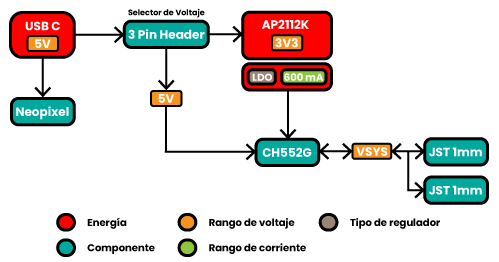 Selector de Voltaje
USB C
5V
3 Pin Header
AP2112K
3V3
LDO
600 mA
5V
Neopixel
CH552G
VSYS
JST 1mm
JST 1mm
Energía
Rango de voltaje
Tipo de regulador
Componente
Rango de corriente